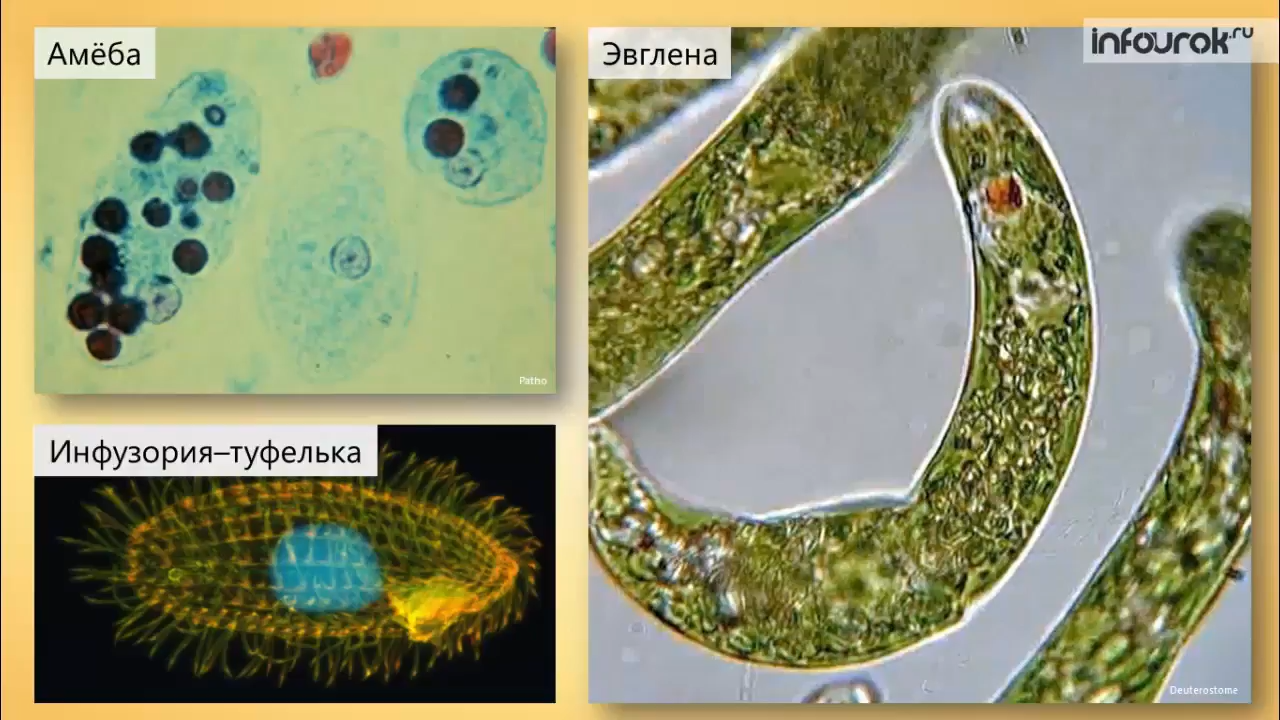 Амёба
Эвглена
infourok.ru
Patho
Инфузория–туфелька
Deuterostome